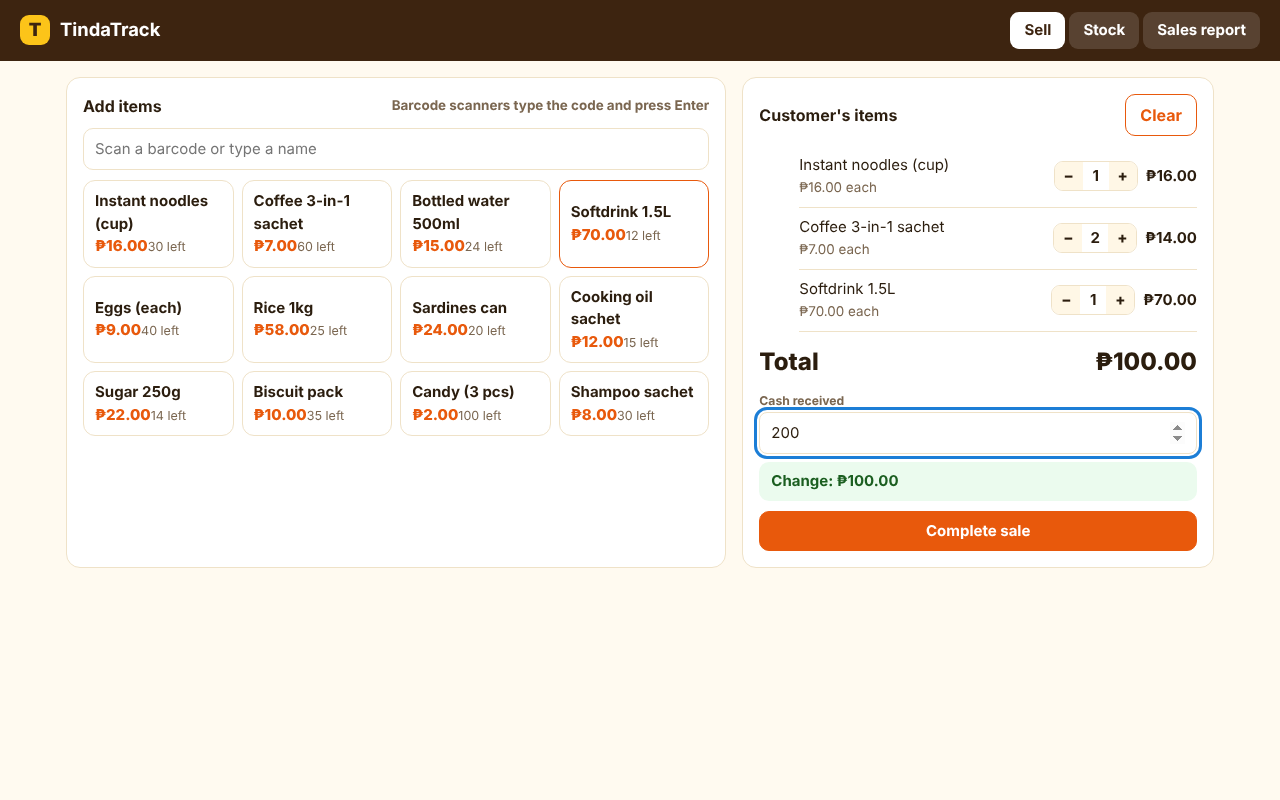 T TindaTrack
Sell Stock Sales report
Add items
Barcode scanners type the code and press Enter
Scan a barcode or type a name
Instant noodles
(cup)
₱16.00 30 left
Coffee 3-in-1
sachet
₱7.00 60 left
Bottled water
500ml
₱15.00 24 left
Softdrink 1.5L
₱70.00 12 left
Eggs (each)
₱9.00 40 left
Rice 1kg
₱58.00 25 left
Sardines can
₱24.00 20 left
Cooking oil
sachet
₱12.00 15 left
Sugar 250g
₱22.00 14 left
Biscuit pack
₱10.00 35 left
Candy (3 pcs)
₱2.00 100 left
Shampoo sachet
₱8.00 30 left
Customer's items
Clear
Instant noodles (cup)
₱16.00 each
− 1 + ₱16.00
Coffee 3-in-1 sachet
₱7.00 each
− 2 + ₱14.00
Softdrink 1.5L
₱70.00 each
− 1 + ₱70.00
Total ₱100.00
Cash received
200
Change: ₱100.00
Complete sale